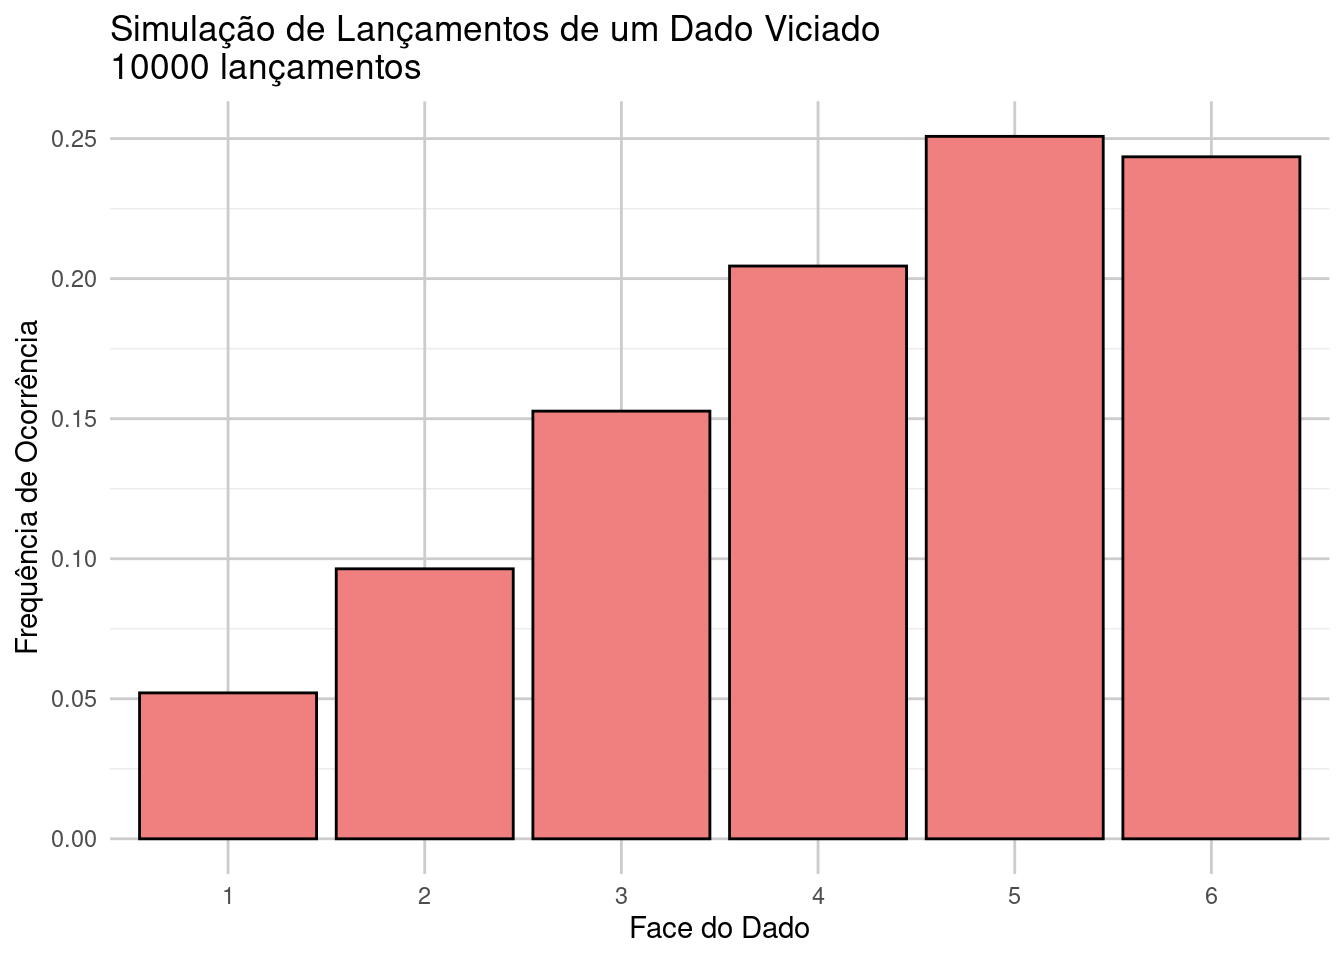 Simulação de Lançamentos de um Dado Viciado
10000 lançamentos
Frequência de Ocorrência
0.25
0.20
0.15
0.10
0.05
0.00
1 2 3 4 5 6
Face do Dado